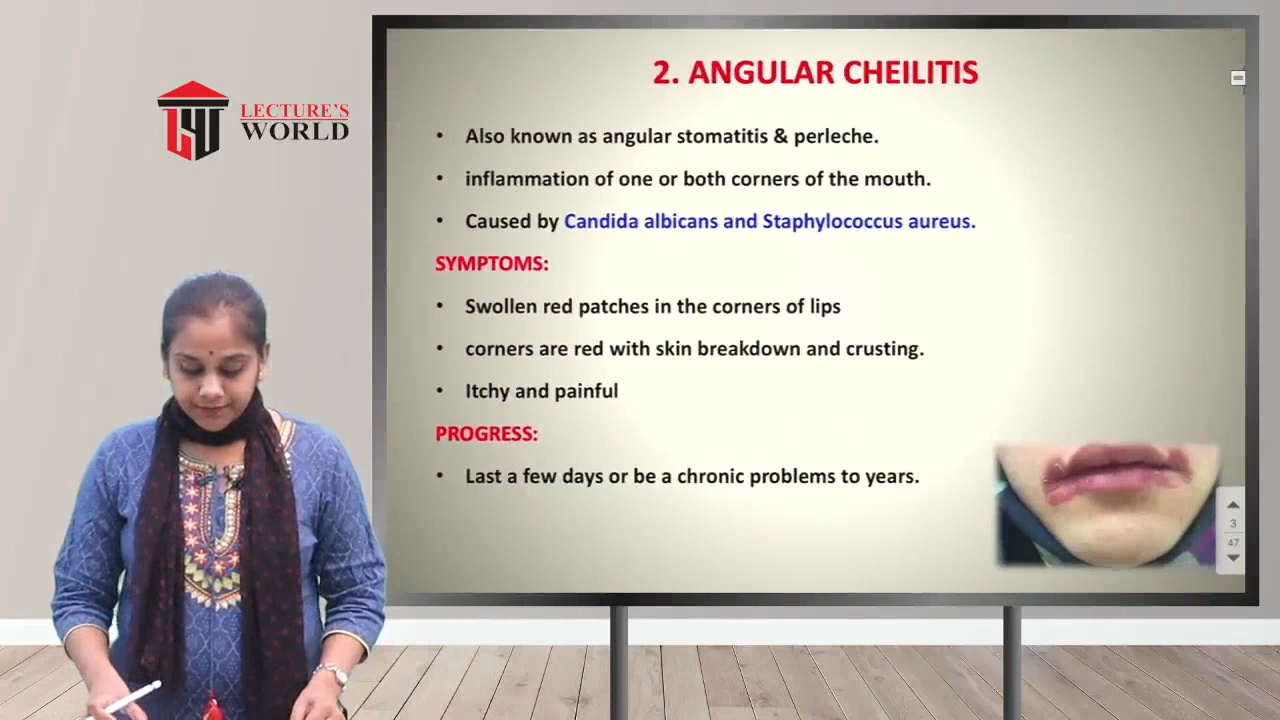 LECTURE'S
WORLD
2. ANGULAR CHEILITIS
• Also known as angular stomatitis & perleche.
• inflammation of one or both corners of the mouth.
• Caused by Candida albicans and Staphylococcus aureus.
SYMPTOMS:
• Swollen red patches in the corners of lips
• corners are red with skin breakdown and crusting.
• Itchy and painful
PROGRESS:
• Last a few days or be a chronic problems to years.
3
47